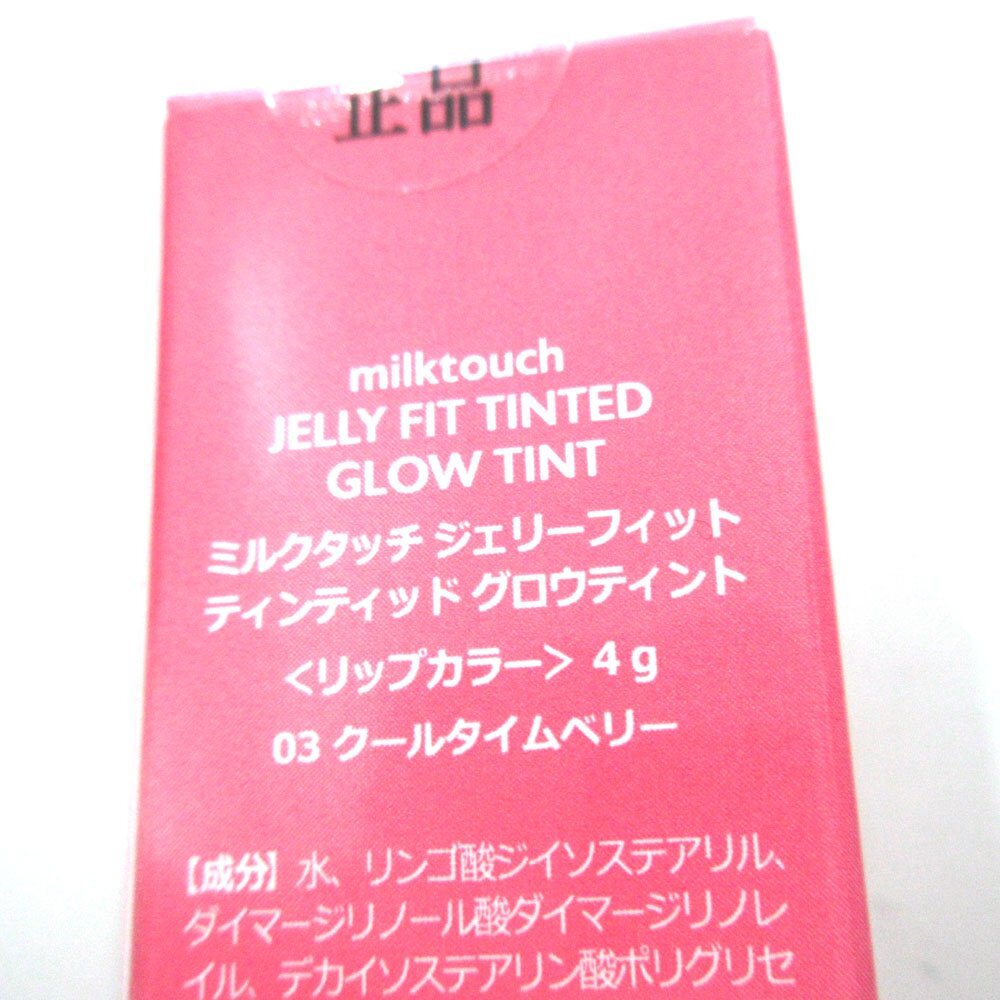 正品
milktouch
JELLY FIT TINTED
GLOW TINT
ミルクタッチ ジェリーフィット
ティンティッド グロウティント
<リップカラー> 4g
03 クールタイムベリー
【成分】水、リンゴ酸ジイソステアリル、
ダイマージリノール酸ダイマージリノレ
イル、デカイソステアリン酸ポリグリセ